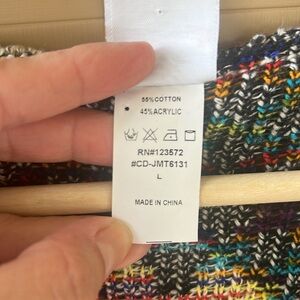 55%COTTON
45%ACRYLIC
RN#123572
#CD-JMT6131
L
MADE IN CHINA